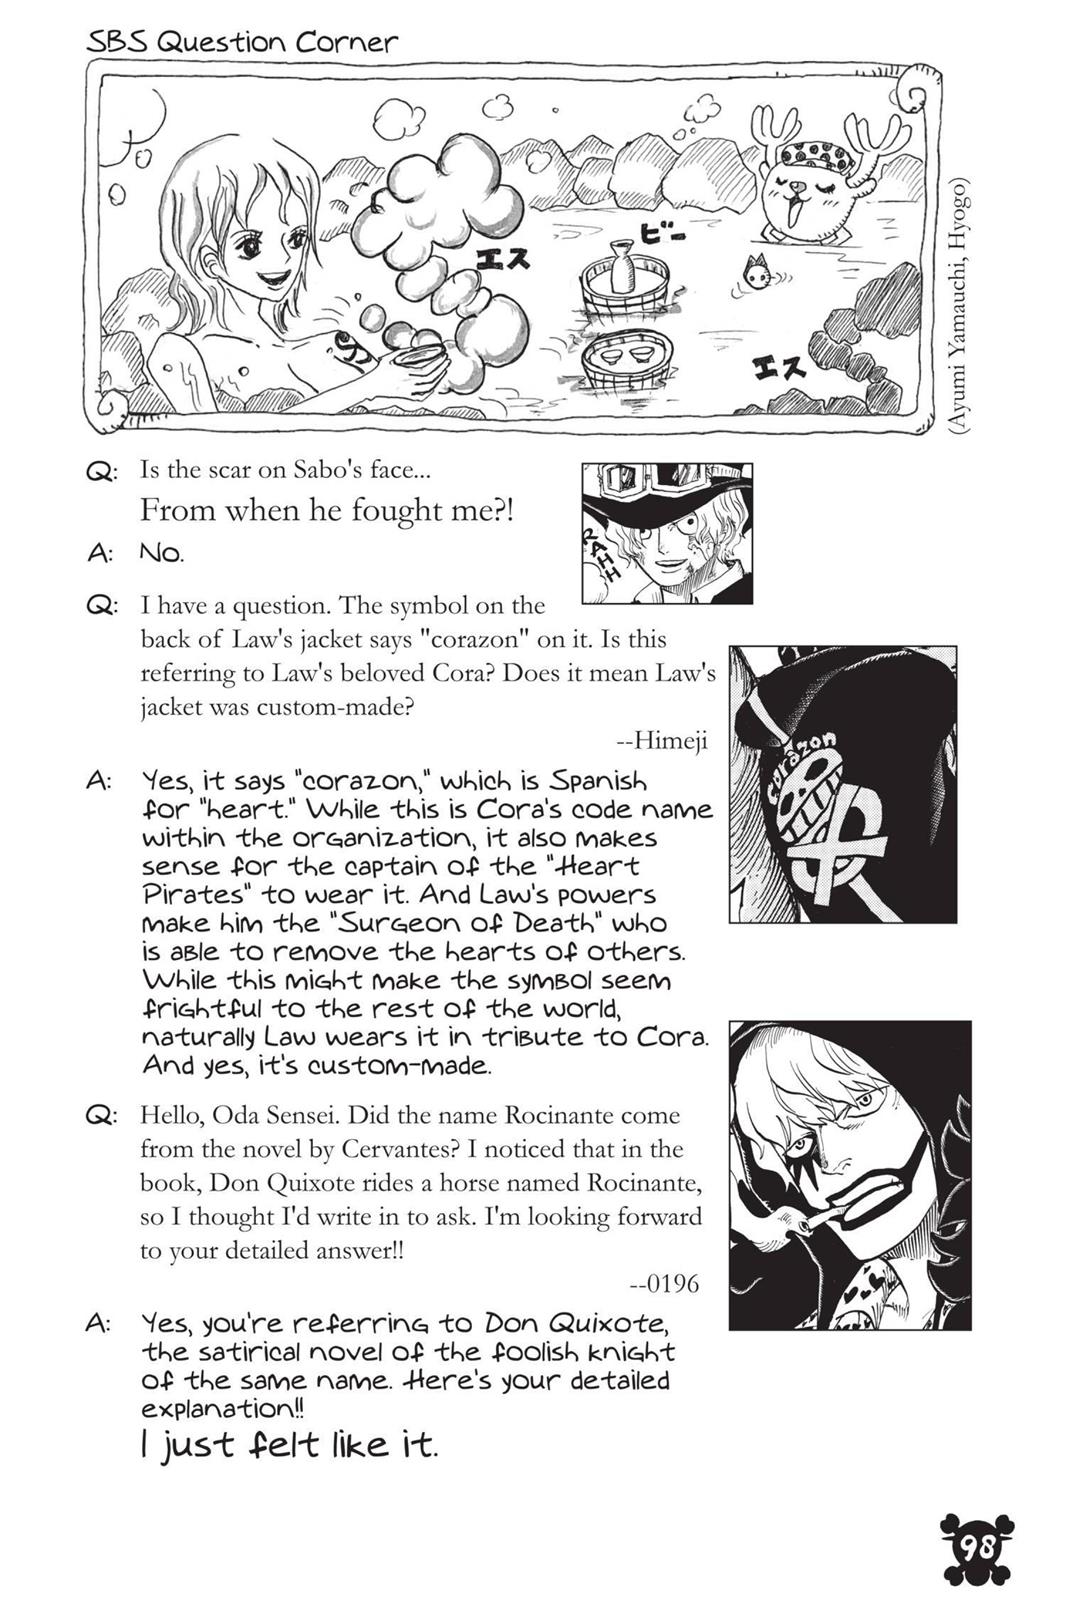 SBS Question Corner
エス
ビー
エス
(Ayumi Yamauchi, Hyogo)
Q: Is the scar on Sabo's face...
From when he fought me?!
RAHH
A: No.
Q: I have a question. The symbol on the
back of Law's jacket says "corazon" on it. Is this
referring to Law's beloved Cora? Does it mean Law's
jacket was custom-made?
--Himeji
corazon
A: Yes, it says "corazon," which is Spanish
for "heart." While this is Cora's code name
within the organization, it also makes
sense for the captain of the "Heart
Pirates" to wear it. And Law's powers
make him the "Surgeon of Death" who
is able to remove the hearts of others.
While this might make the symbol seem
frightful to the rest of the world,
naturally Law wears it in tribute to Cora.
And yes, it's custom-made.
Q: Hello, Oda Sensei. Did the name Rocinante come
from the novel by Cervantes? I noticed that in the
book, Don Quixote rides a horse named Rocinante,
so I thought I'd write in to ask. I'm looking forward
to your detailed answer!!
--0196
A: Yes, you're referring to Don Quixote,
the satirical novel of the foolish knight
of the same name. Here's your detailed
explanation!!
I just felt like it.
98